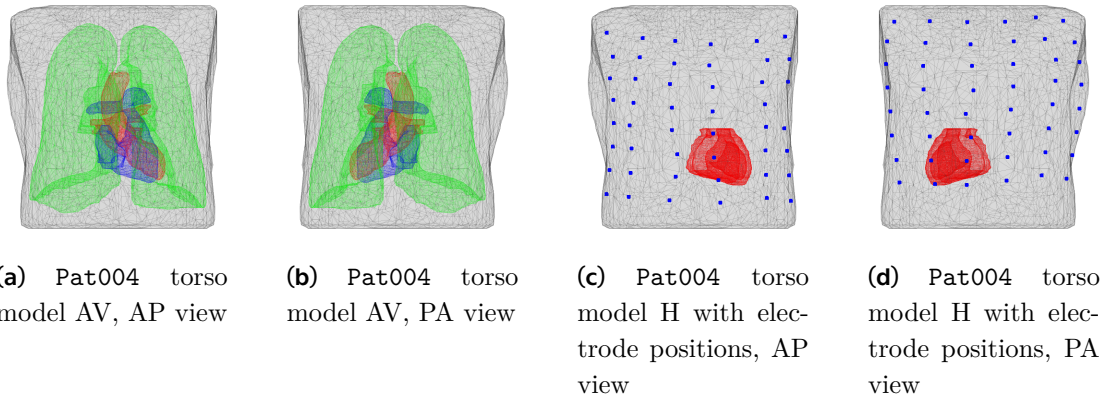 (a) Pat004 torso
model AV, AP view
(b) Pat004 torso
model AV, PA view
(c) Pat004 torso
model H with elec-
trode positions, AP
view
(d) Pat004 torso
model H with elec-
trode positions, PA
view